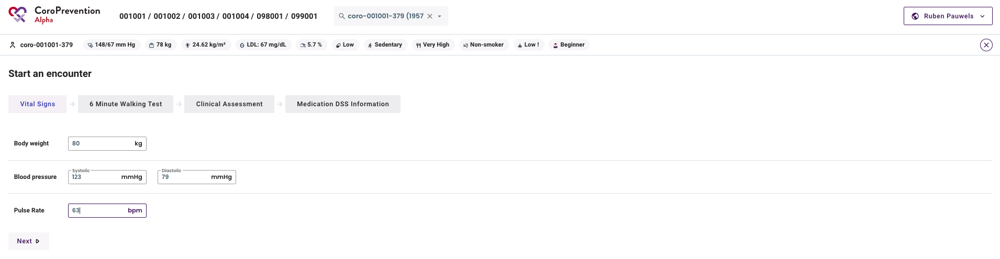 CoroPrevention
Alpha
001001 / 001002 / 001003 / 001004 / 098001 / 099001
coro-001001-379 (1957
Ruben Pauwels
coro-001001-379 148/67 mm Hg 78 kg 24.62 kg/m² LDL: 67 mg/dL 5.7 % Low Sedentary Very High Non-smoker Low ! Beginner
Start an encounter
Vital Signs 6 Minute Walking Test Clinical Assessment Medication DSS Information
Body weight 80 kg
Systolic Diastolic
Blood pressure 123 mmHg 79 mmHg
Pulse Rate 63 bpm
Next